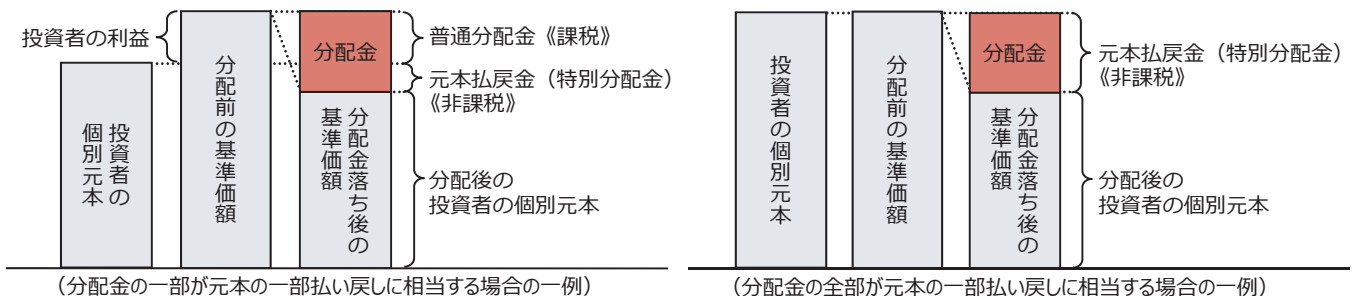 投資者の利益
投資者の
個別元本
分配前の基準価額
分配金
分配金落ち後の
基準価額
普通分配金《課税》
元本払戻金（特別分配金）
《非課税》
分配後の
投資者の個別元本
（分配金の一部が元本の一部払い戻しに相当する場合の一例）
投資者の個別元本
分配前の基準価額
分配金
分配金落ち後の
基準価額
元本払戻金（特別分配金）
《非課税》
分配後の
投資者の個別元本
（分配金の全部が元本の一部払い戻しに相当する場合の一例）